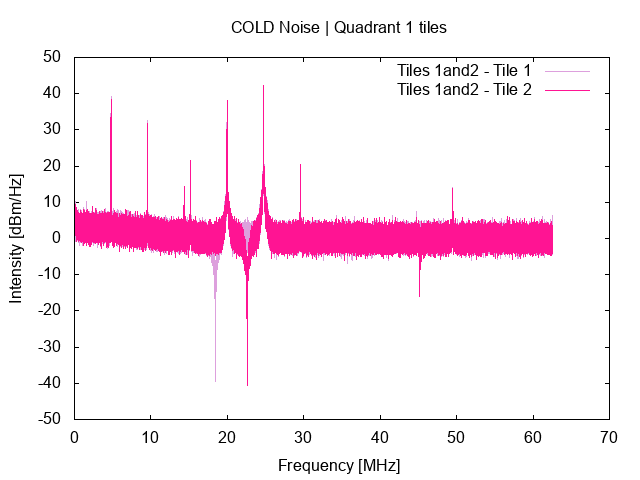 COLD Noise | Quadrant 1 tiles
Tiles 1and2 - Tile 1
Tiles 1and2 - Tile 2
Intensity [dBm/Hz]
50
40
30
20
10
0
-10
-20
-30
-40
-50
0 10 20 30 40 50 60 70
Frequency [MHz]